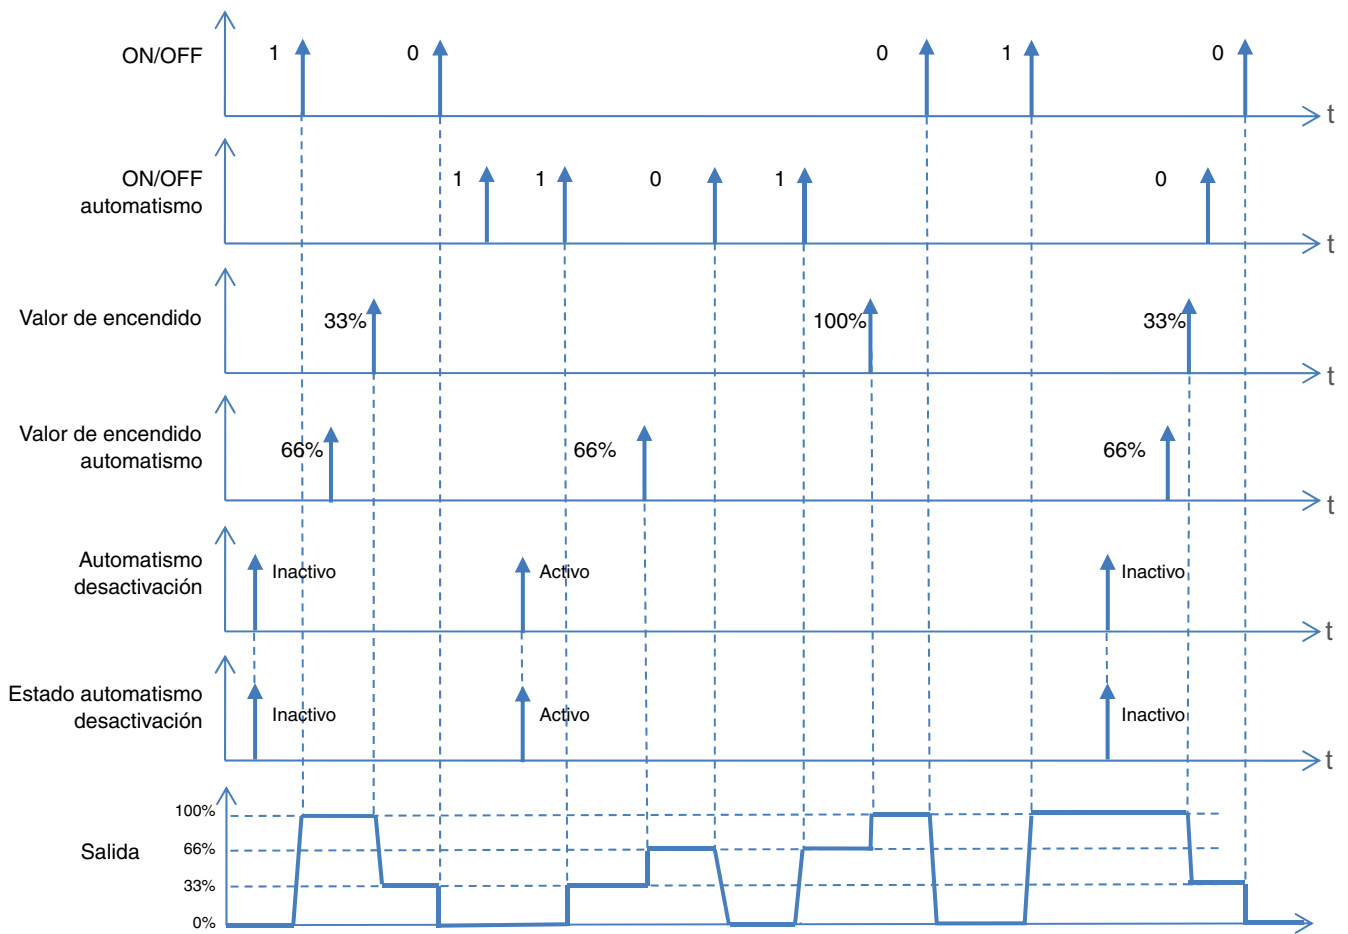 ON/OFF
1
0
0
1
0
t
ON/OFF
automatismo
1
1
0
1
0
t
Valor de encendido
33%
100%
33%
t
Valor de encendido
automatismo
66%
66%
66%
t
Automatismo
desactivación
Inactivo
Activo
Inactivo
t
Estado automatismo
desactivación
Inactivo
Activo
Inactivo
t
Salida
100%
66%
33%
0%